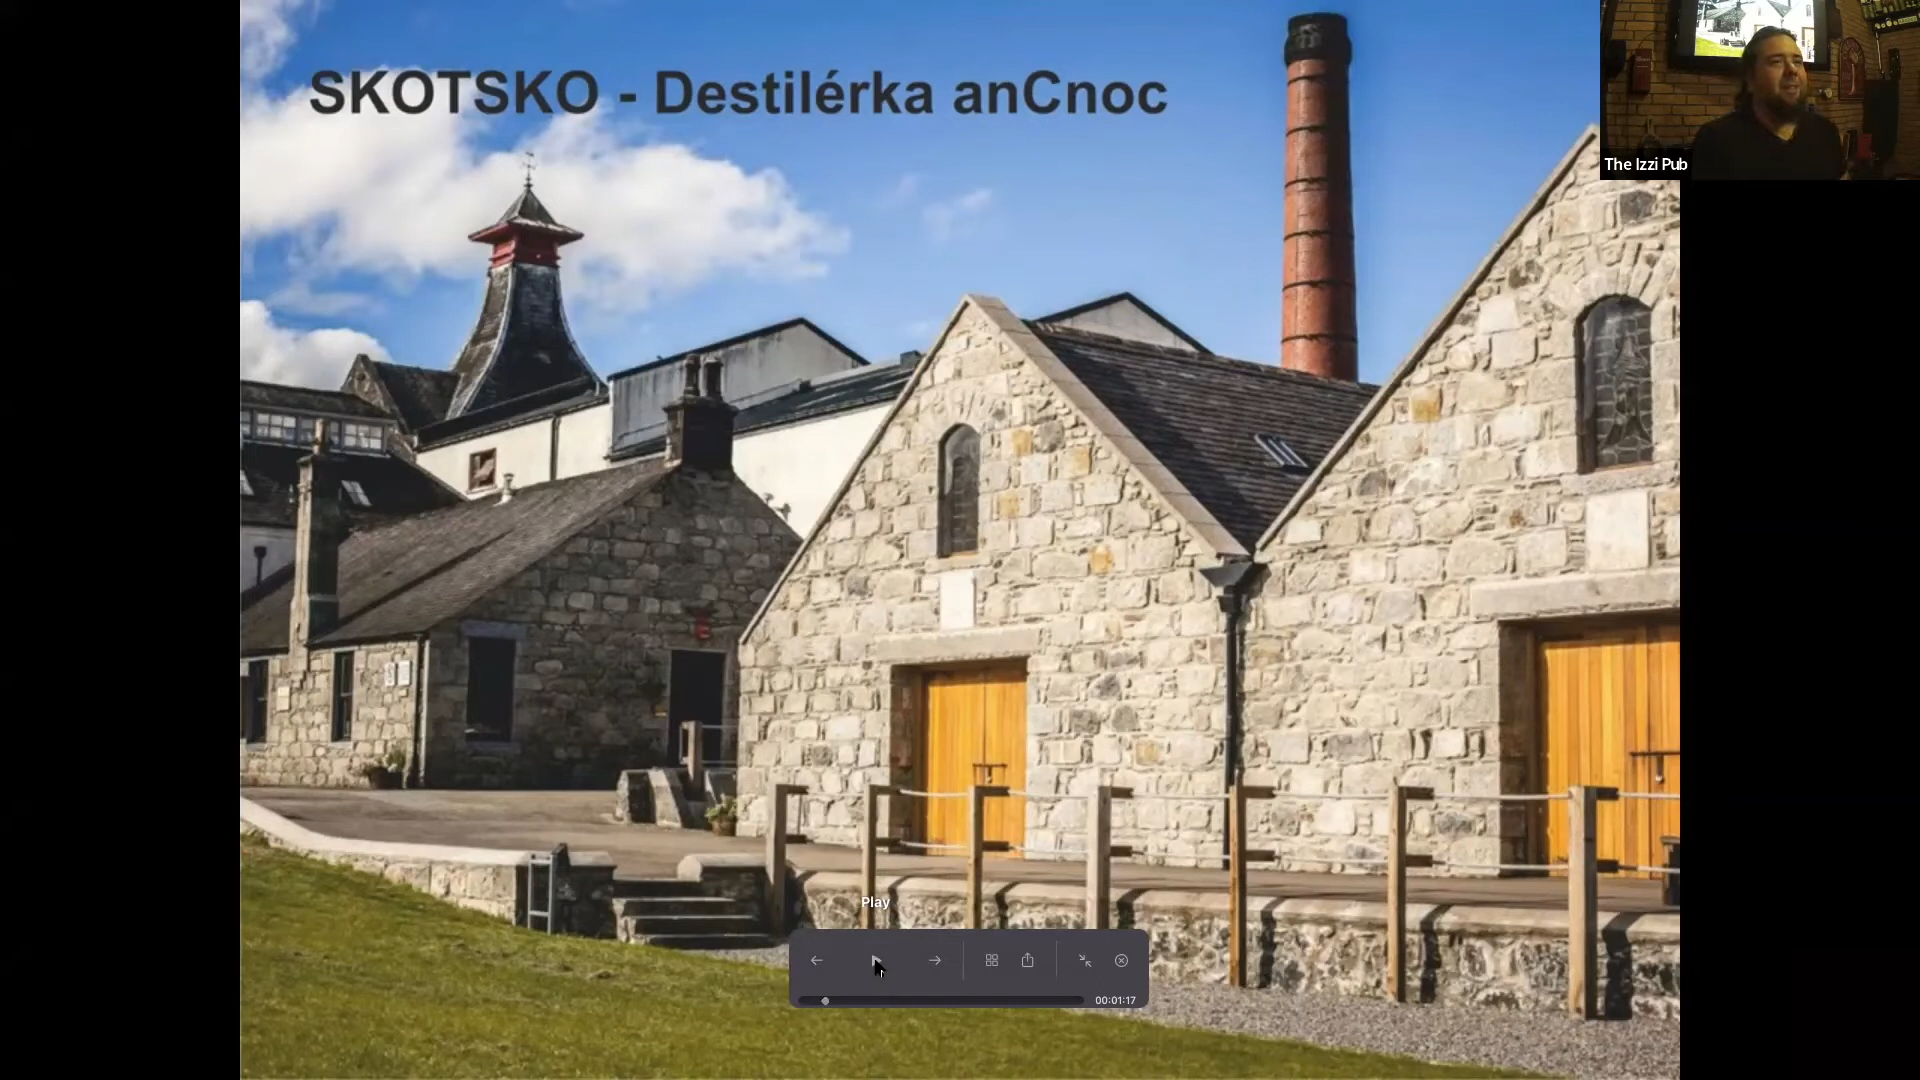 SKOTSKO - Destilérka anCnoc
The Izzi Pub
Play
00:01:17